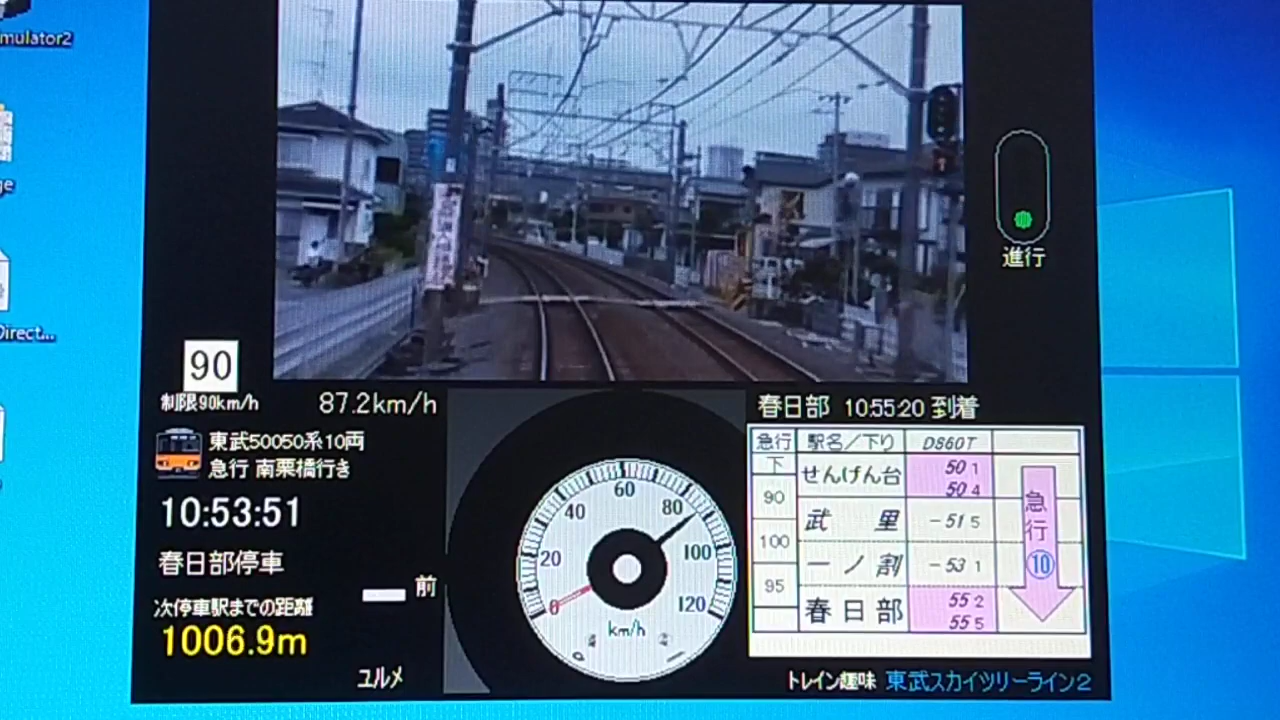 mulator2
ge
Direct...
進行
90
制限90km/h
87.2km/h
東武50050系10両
急行 南栗橋行き
10:53:51
春日部停車
次停車駅までの距離
1006.9m
前
ユルメ
0
20
40
60
80
100
120
km/h
春日部 10:55:20 到着
急行 駅名/下り D860T
下
せんげん台 50 1
50 4
90
武 里 -51 5
100
一ノ割 -53 1
95
春日部 55 2
55 5
急行
⑩
トレイン趣味 東武スカイツリーライン2